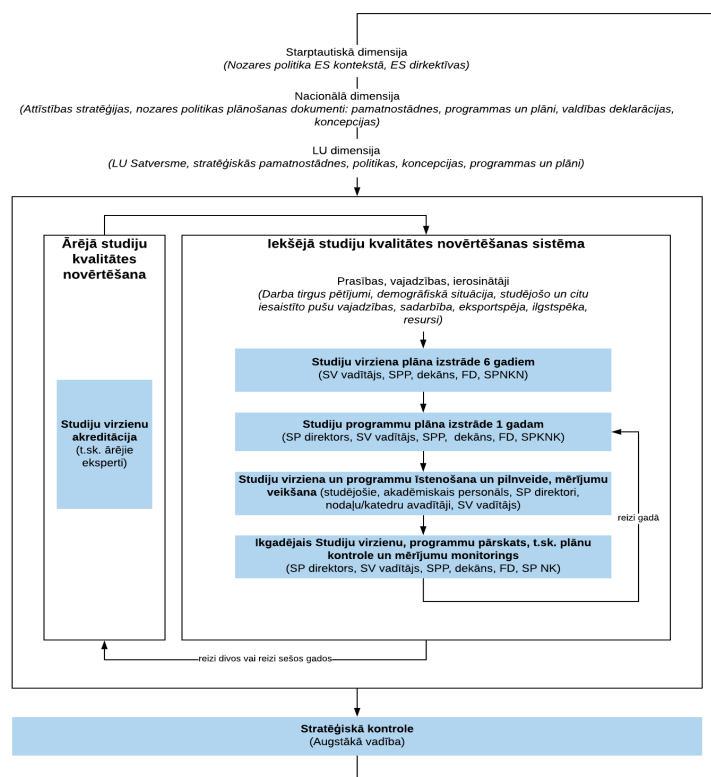 Starptautiskā dimensija
(Nozares politika ES kontekstā, ES dirkektīvas)
Nacionālā dimensija
(Attīstības stratēģijas, nozares politikas plānošanas dokumenti: pamatnostādnes, programmas un plāni, valdības deklarācijas,
koncepcijas)
LU dimensija
(LU Satversme, stratēģiskās pamatnostādnes, politikas, koncepcijas, programmas un plāni)
Ārējā studiju
kvalitātes
novērtēšana
Studiju virzienu
akreditācija
(t.sk. ārējie
eksperti)
Iekšējā studiju kvalitātes novērtēšanas sistēma
Prasības, vajadzības, ierosinātāji
(Darba tirgus pētījumi, demogrāfiskā situācija, studējošo un citu
iesaistīto pušu vajadzības, sadarbība, eksportspēja, ilgstspēka,
resursi)
Studiju virziena plāna izstrāde 6 gadiem
(SV vadītājs, SPP, dekāns, FD, SPNKN)
Studiju programmu plāna izstrāde 1 gadam
(SP direktors, SV vadītājs, SPP, dekāns, FD, SPKNK)
Studiju virziena un programmu īstenošana un pilnveide, mērījumu
veikšana (studējošie, akadēmiskais personāls, SP direktori,
nodaļu/katedru avadītāji, SV vadītājs)
reizi gadā
Ikgadējais Studiju virzienu, programmu pārskats, t.sk. plānu
kontrole un mērījumu monitorings
(SP direktors, SV vadītājs, SPP, dekāns, FD, SP NK)
reizi divos vai reizi sešos gados
Stratēģiskā kontrole
(Augstākā vadība)